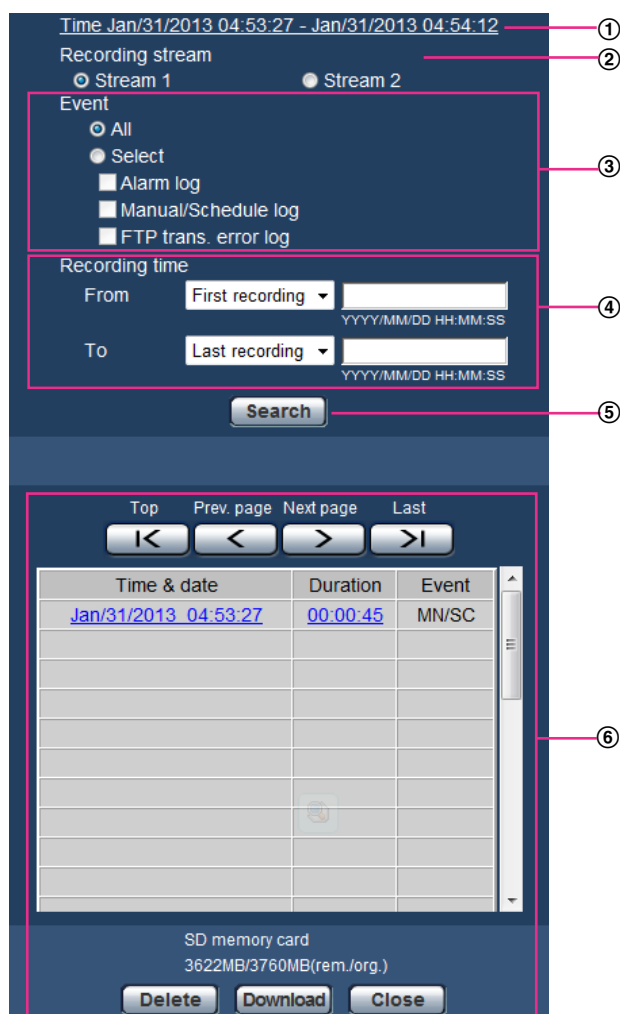 Time Jan/31/2013 04:53:27 - Jan/31/2013 04:54:12 ①
Recording stream ②
Stream 1 Stream 2
Event
All
Select ③
Alarm log
Manual/Schedule log
FTP trans. error log
Recording time
From First recording
YYYY/MM/DD HH:MM:SS ④
To Last recording
YYYY/MM/DD HH:MM:SS
Search ⑤
Top Prev. page Next page Last
Time & date Duration Event
Jan/31/2013 04:53:27 00:00:45 MN/SC
⑥
SD memory card
3622MB/3760MB(rem./org.)
Delete Download Close